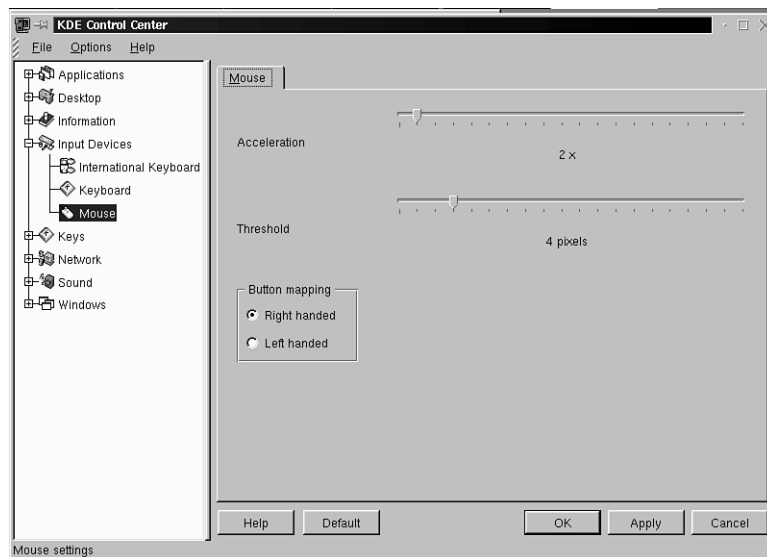 KDE Control Center
File Options Help
Applications
Desktop
Information
Input Devices
International Keyboard
Keyboard
Mouse
Keys
Network
Sound
Windows
Mouse
Acceleration
2 x
Threshold
4 pixels
Button mapping
Right handed
Left handed
Help Default OK Apply Cancel
Mouse settings